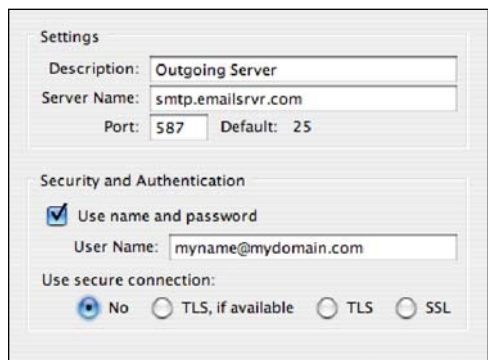 Settings
Description: Outgoing Server
Server Name: smtp.emailsrvr.com
Port: 587 Default: 25
Security and Authentication
Use name and password
User Name: myname@mydomain.com
Use secure connection:
No TLS, if available TLS SSL